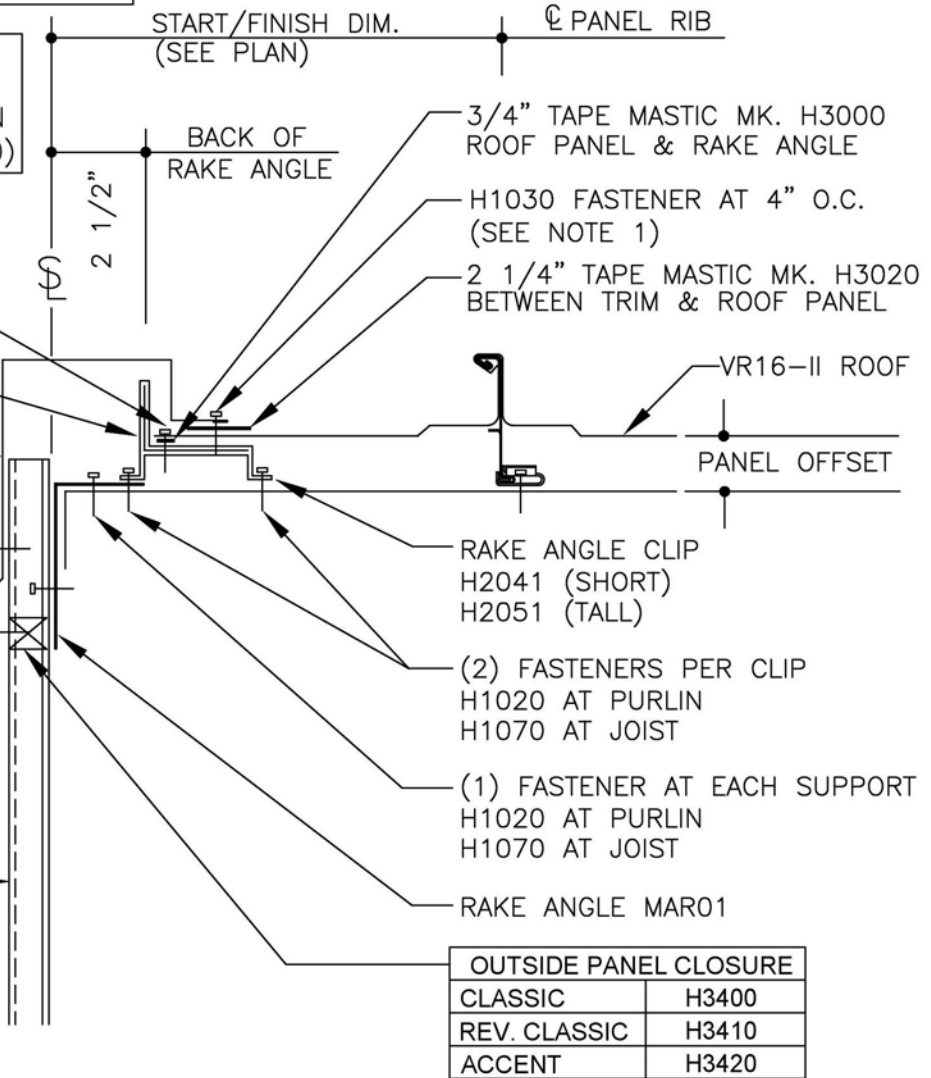 START/FINISH DIM.
(SEE PLAN)
℄ PANEL RIB
N
)
BACK OF
RAKE ANGLE
2 1/2"
SL
3/4" TAPE MASTIC MK. H3000
ROOF PANEL & RAKE ANGLE
H1030 FASTENER AT 4" O.C.
(SEE NOTE 1)
2 1/4" TAPE MASTIC MK. H3020
BETWEEN TRIM & ROOF PANEL
VR16-II ROOF
PANEL OFFSET
RAKE ANGLE CLIP
H2041 (SHORT)
H2051 (TALL)
(2) FASTENERS PER CLIP
H1020 AT PURLIN
H1070 AT JOIST
(1) FASTENER AT EACH SUPPORT
H1020 AT PURLIN
H1070 AT JOIST
RAKE ANGLE MAR01
OUTSIDE PANEL CLOSURE
CLASSIC H3400
REV. CLASSIC H3410
ACCENT H3420